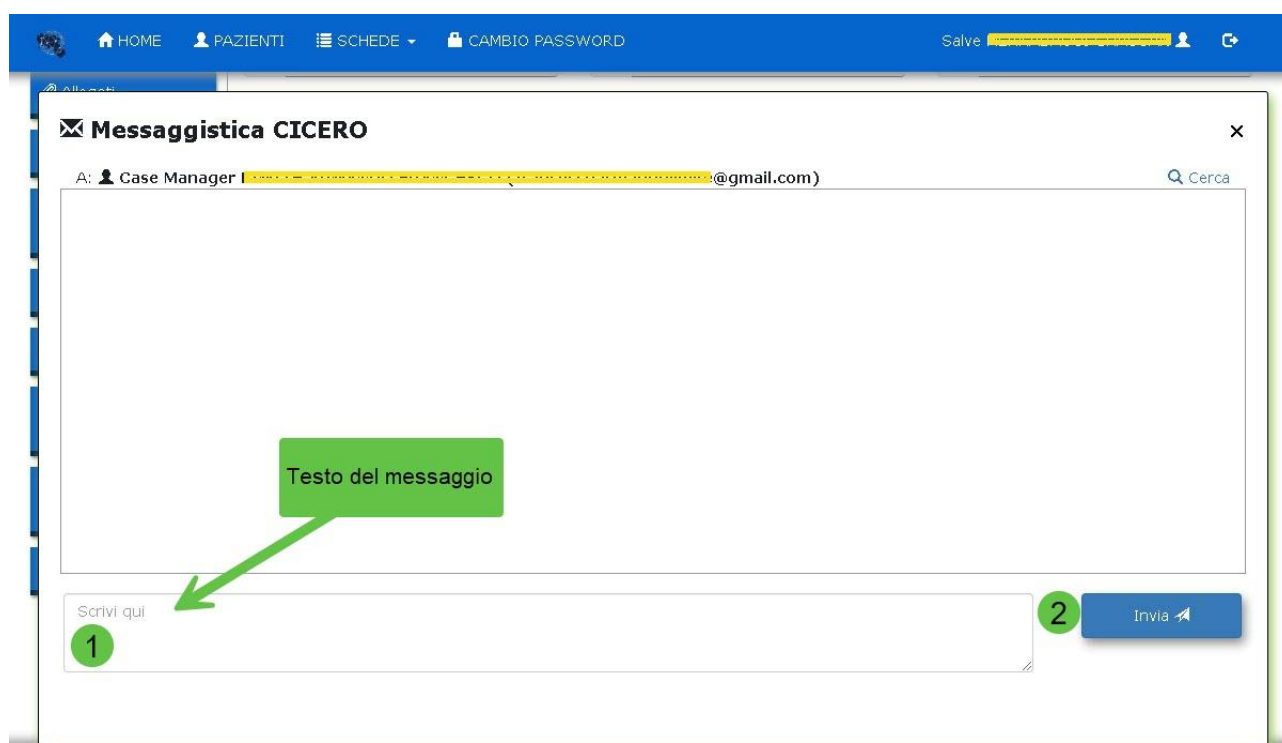 HOME PAZIENTI SCHEDE CAMBIO PASSWORD Salve
Allegati
Messaggistica CICERO ×
A: Case Manager @gmail.com) Cerca
Testo del messaggio
Scrivi qui
1
2
Invia